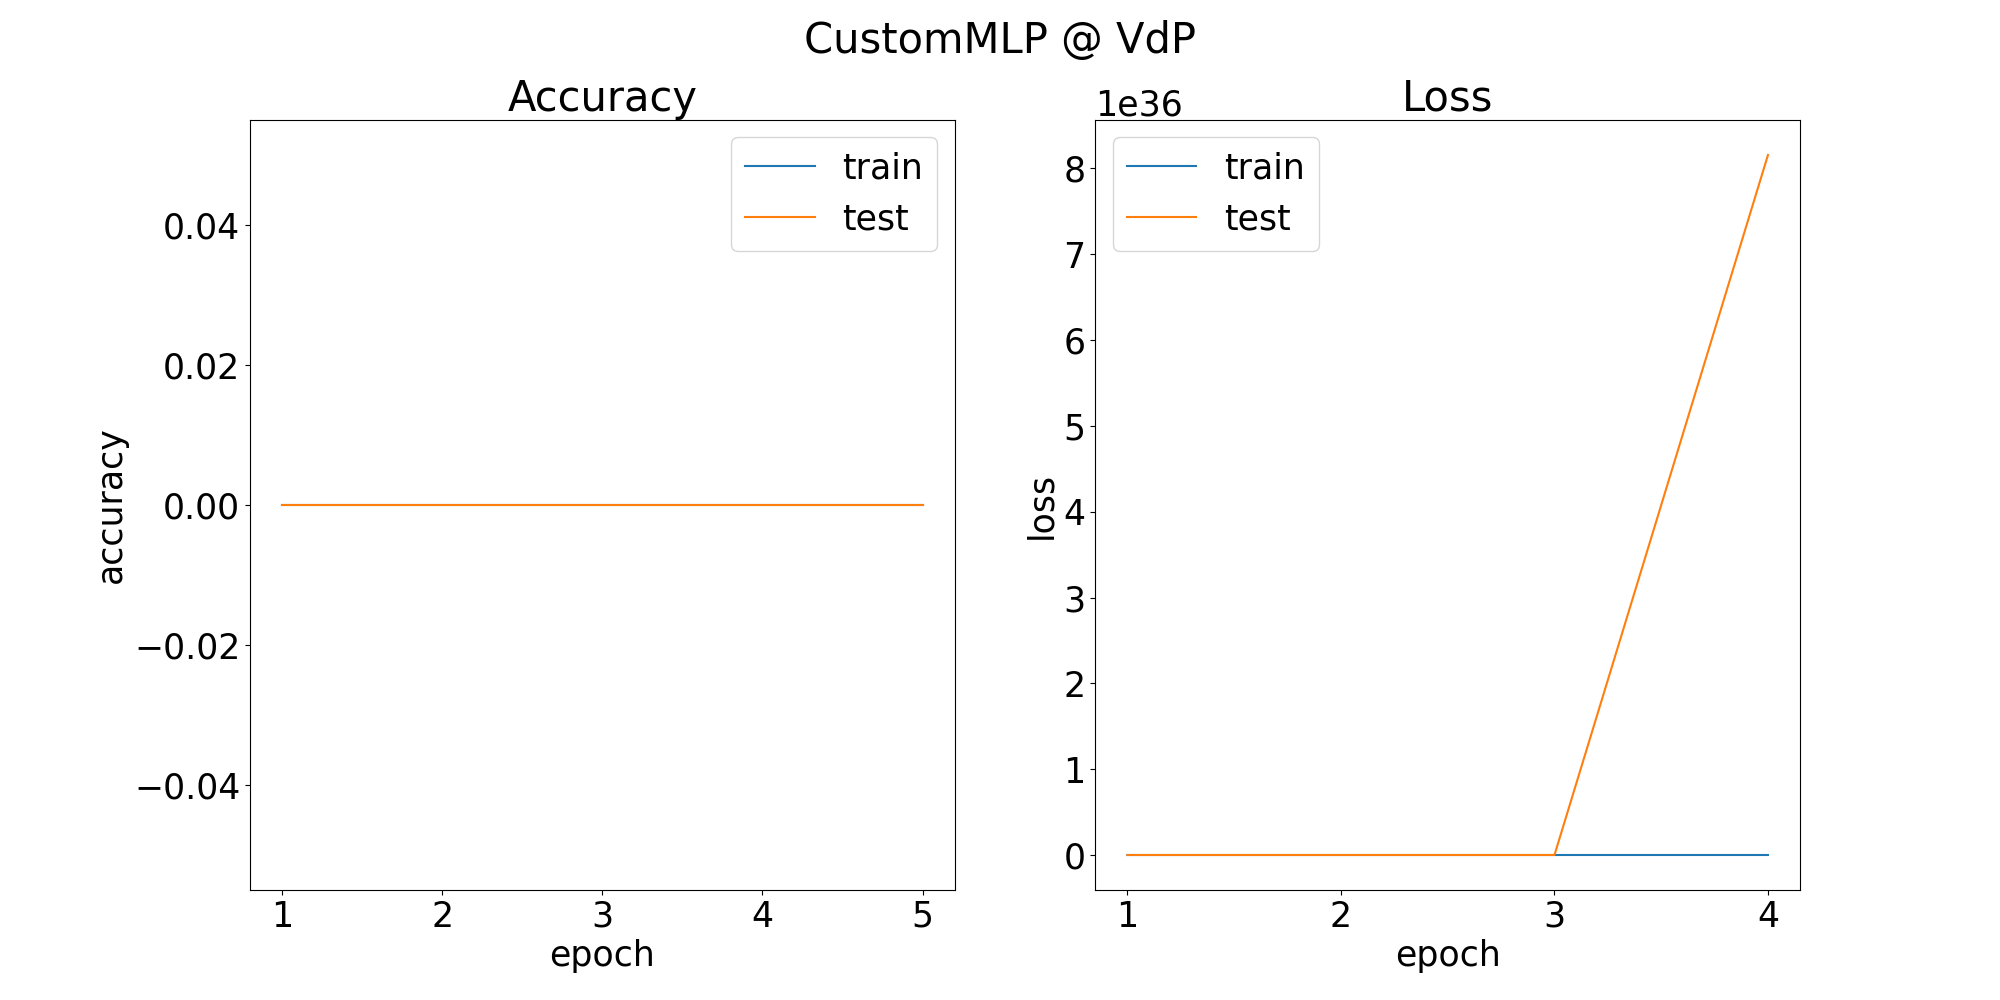 CustomMLP @ VdP
Accuracy
train
test
0.04
0.02
0.00
−0.02
−0.04
accuracy
1 2 3 4 5
epoch
Loss
1e36
train
test
8
7
6
5
4
3
2
1
0
loss
1 2 3 4
epoch